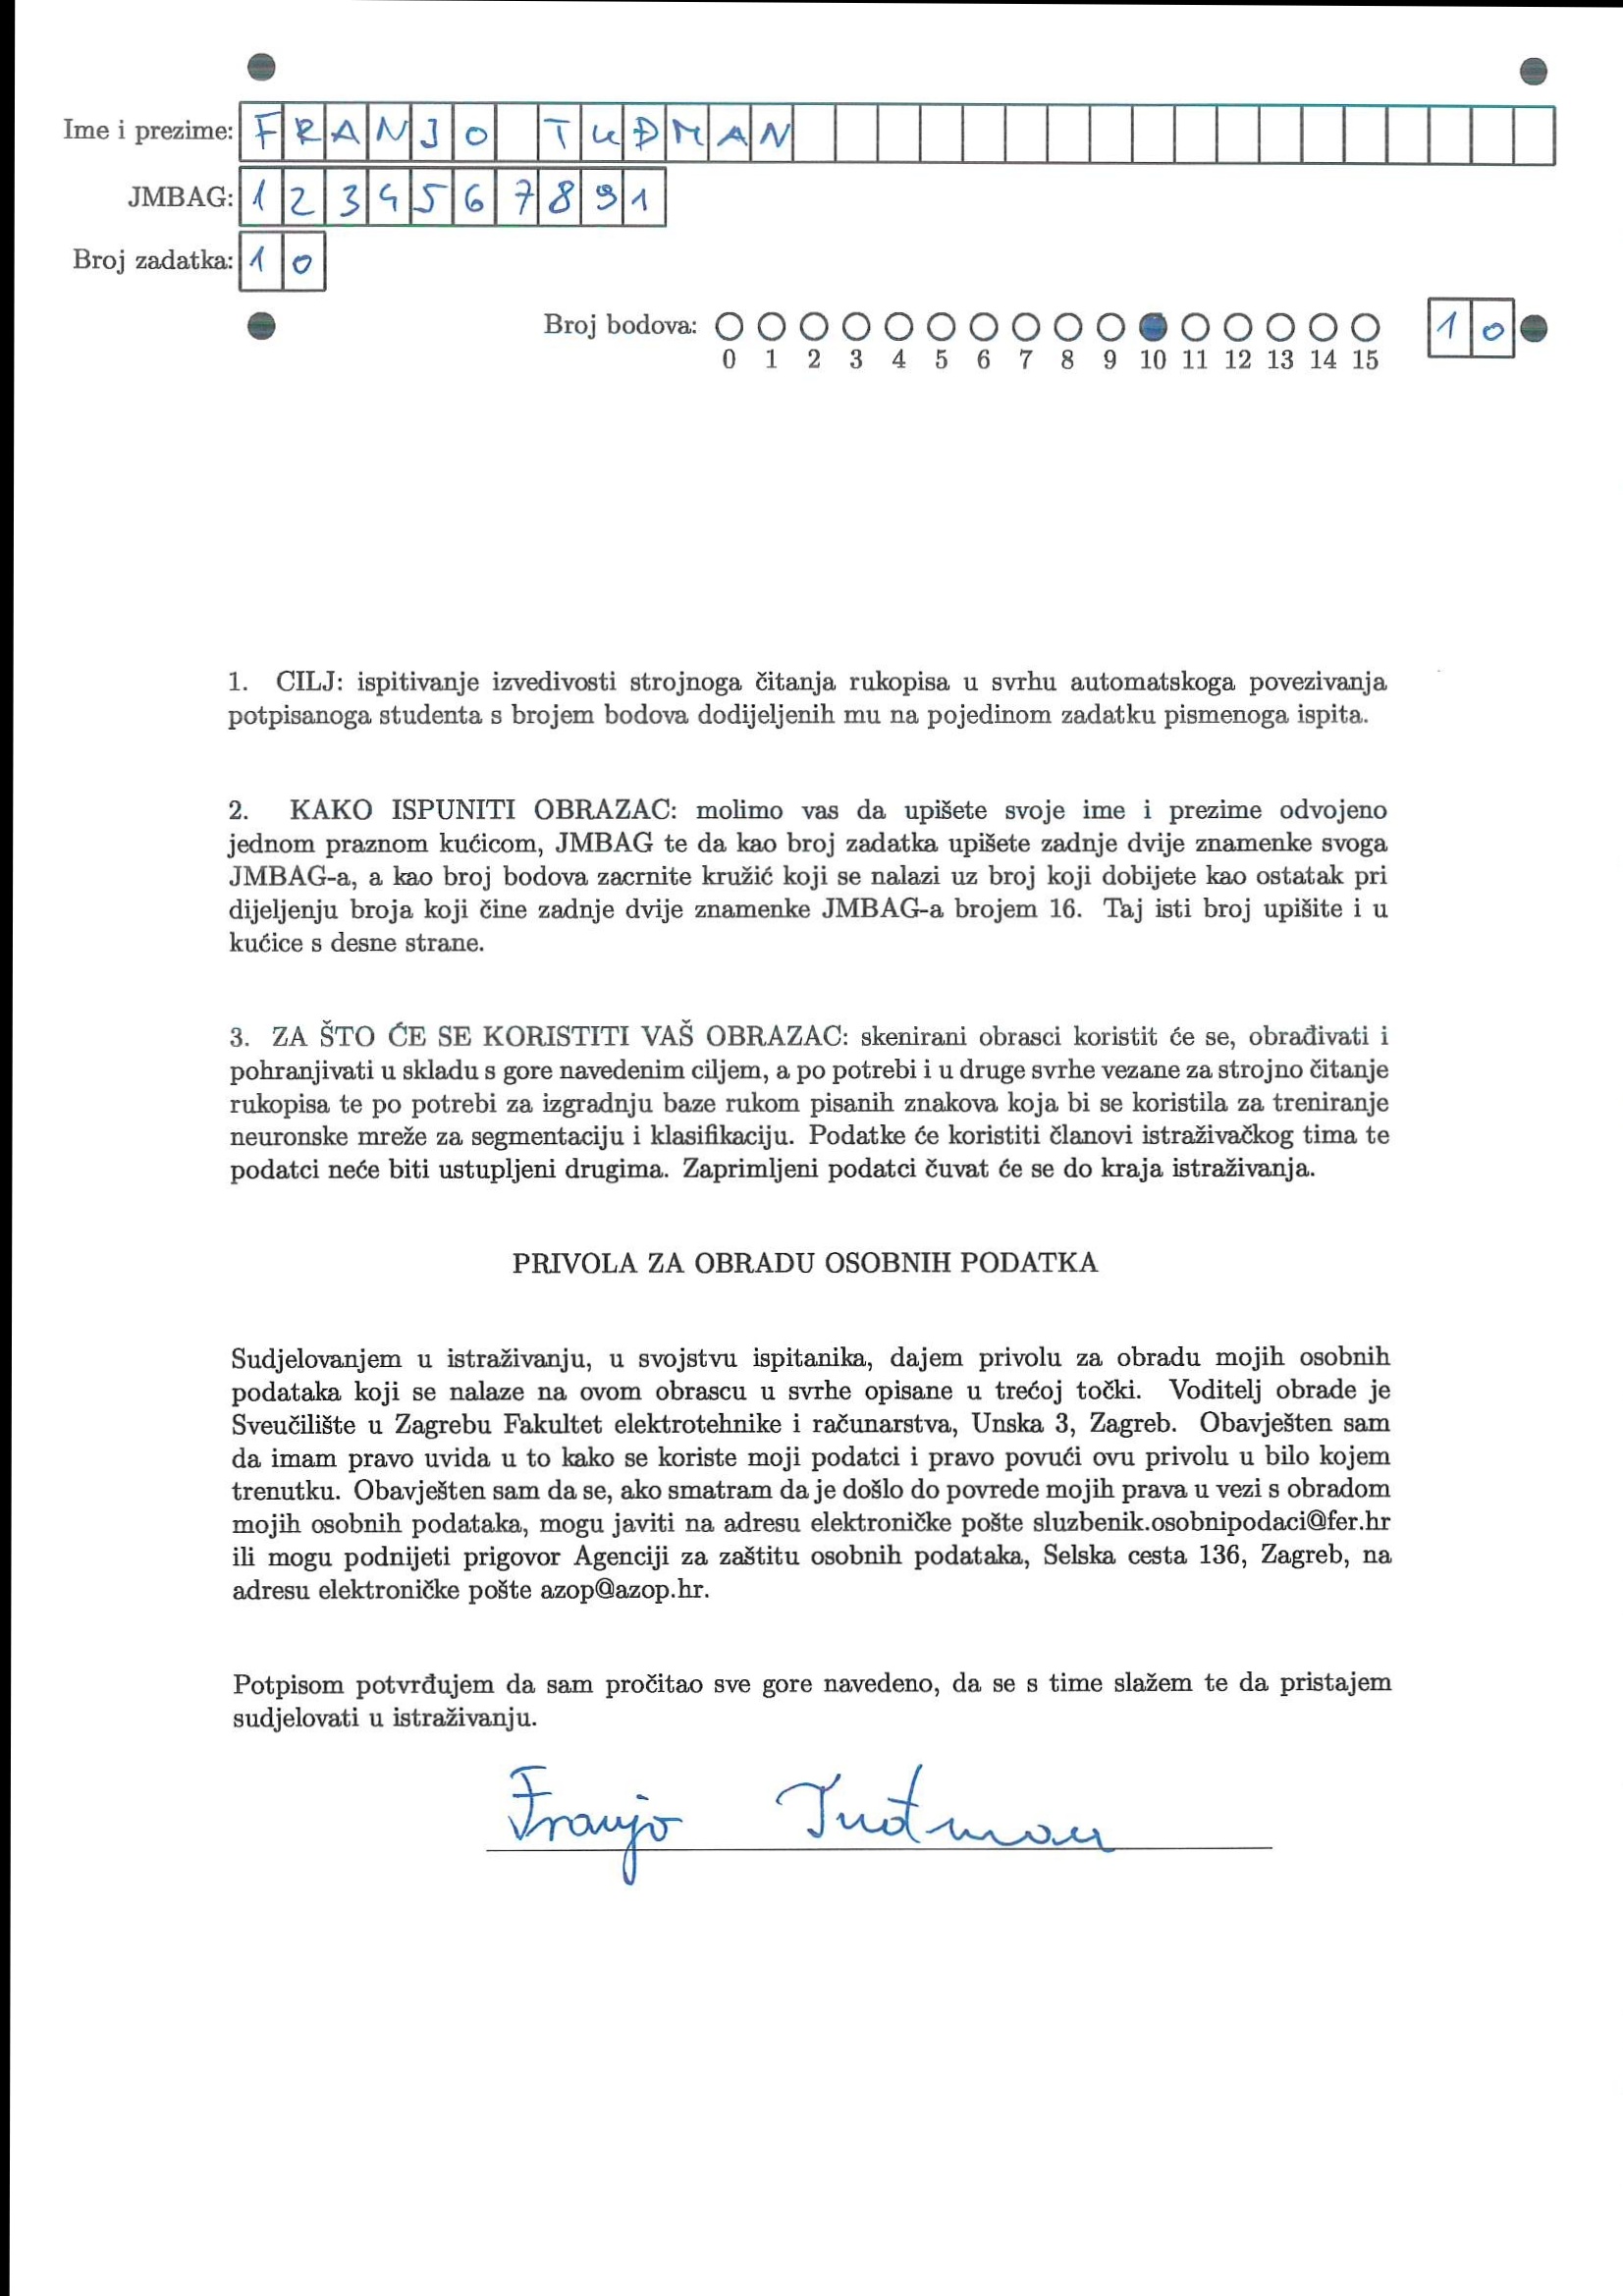 Ime i prezime: FRANJO TUĐMAN
JMBAG: 1234567891
Broj zadatka: 10
Broj bodova: 10
0 1 2 3 4 5 6 7 8 9 10 11 12 13 14 15
1. CILJ: ispitivanje izvedivosti strojnoga čitanja rukopisa u svrhu automatskoga povezivanja
potpisanoga studenta s brojem bodova dodijeljenih mu na pojedinom zadatku pismenoga ispita.
2. KAKO ISPUNITI OBRAZAC: molimo vas da upišete svoje ime i prezime odvojeno
jednom praznom kućicom, JMBAG te da kao broj zadatka upišete zadnje dvije znamenke svoga
JMBAG-a, a kao broj bodova zacrnite kružić koji se nalazi uz broj koji dobijete kao ostatak pri
dijeljenju broja koji čine zadnje dvije znamenke JMBAG-a brojem 16. Taj isti broj upišite i u
kućice s desne strane.
3. ZA ŠTO ĆE SE KORISTITI VAŠ OBRAZAC: skenirani obrasci koristit će se, obrađivati i
pohranjivati u skladu s gore navedenim ciljem, a po potrebi i u druge svrhe vezane za strojno čitanje
rukopisa te po potrebi za izgradnju baze rukom pisanih znakova koja bi se koristila za treniranje
neuronske mreže za segmentaciju i klasifikaciju. Podatke će koristiti članovi istraživačkog tima te
podatci neće biti ustupljeni drugima. Zaprimljeni podatci čuvat će se do kraja istraživanja.
PRIVOLA ZA OBRADU OSOBNIH PODATKA
Sudjelovanjem u istraživanju, u svojstvu ispitanika, dajem privolu za obradu mojih osobnih
podataka koji se nalaze na ovom obrascu u svrhe opisane u trećoj točki. Voditelj obrade je
Sveučilište u Zagrebu Fakultet elektrotehnike i računarstva, Unska 3, Zagreb. Obavješten sam
da imam pravo uvida u to kako se koriste moji podatci i pravo povući ovu privolu u bilo kojem
trenutku. Obavješten sam da se, ako smatram da je došlo do povrede mojih prava u vezi s obradom
mojih osobnih podataka, mogu javiti na adresu elektroničke pošte sluzbenik.osobnipodaci@fer.hr
ili mogu podnijeti prigovor Agenciji za zaštitu osobnih podataka, Selska cesta 136, Zagreb, na
adresu elektroničke pošte azop@azop.hr.
Potpisom potvrđujem da sam pročitao sve gore navedeno, da se s time slažem te da pristajem
sudjelovati u istraživanju.
Franjo Tuđman